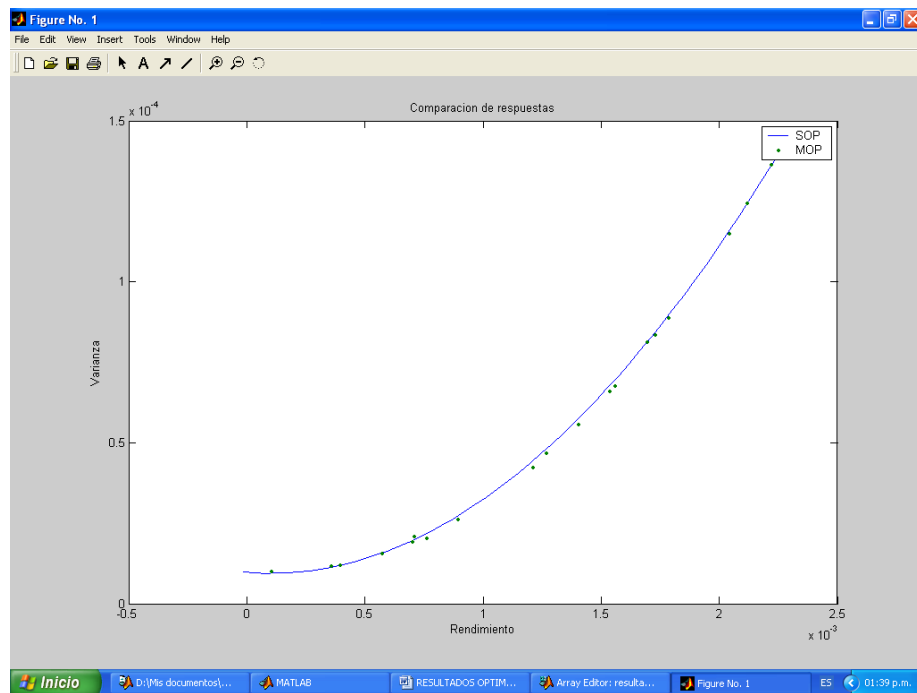 Figure No. 1
File Edit View Insert Tools Window Help
A
Comparacion de respuestas
x 10^-4
1.5
1
0.5
0
Varianza
SOP
MOP
-0.5 0 0.5 1 1.5 2 2.5
Rendimiento
x 10^-3
Inicio
D:\Mis documentos\...
MATLAB
RESULTADOS OPTIM...
Array Editor: resulta...
Figure No. 1
ES
01:39 p.m.